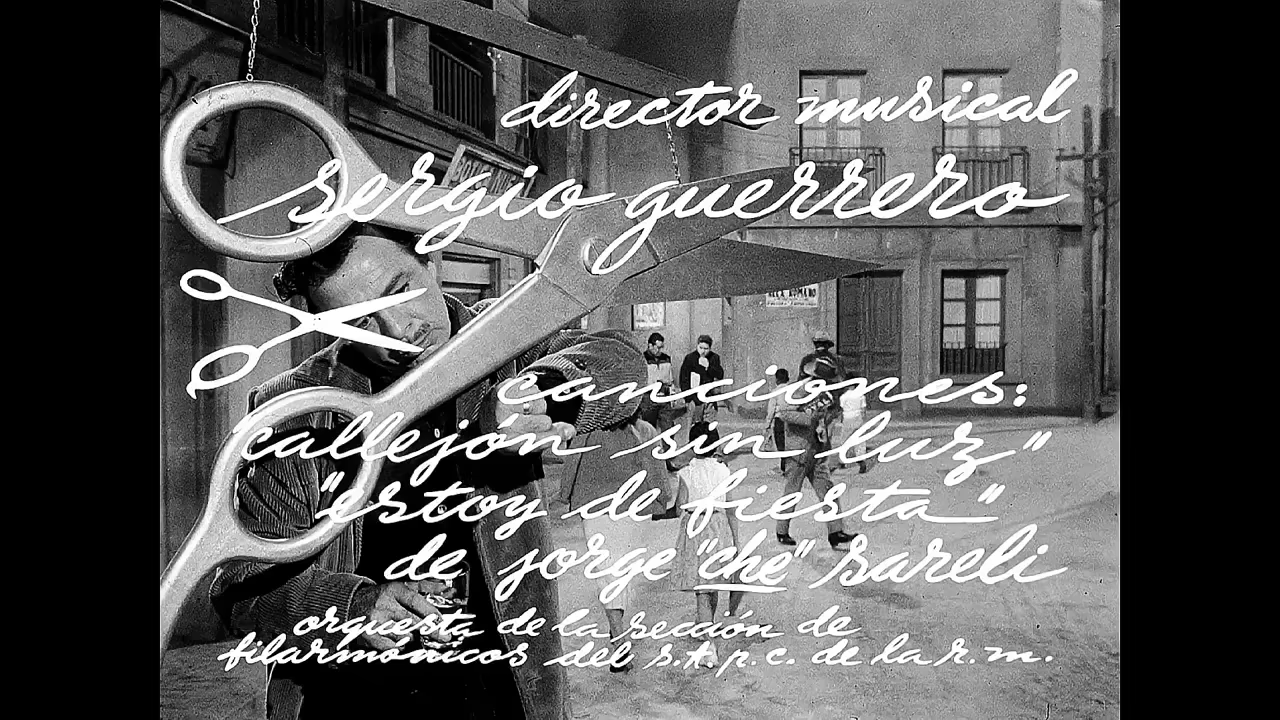 director musical
sergio guerrero
canciones:
callejón sin luz"
"estoy de fiesta"
de jorge "che" sareli
orquesta de la sección de
filarmónicos del s.t.p.c. de la r.m.